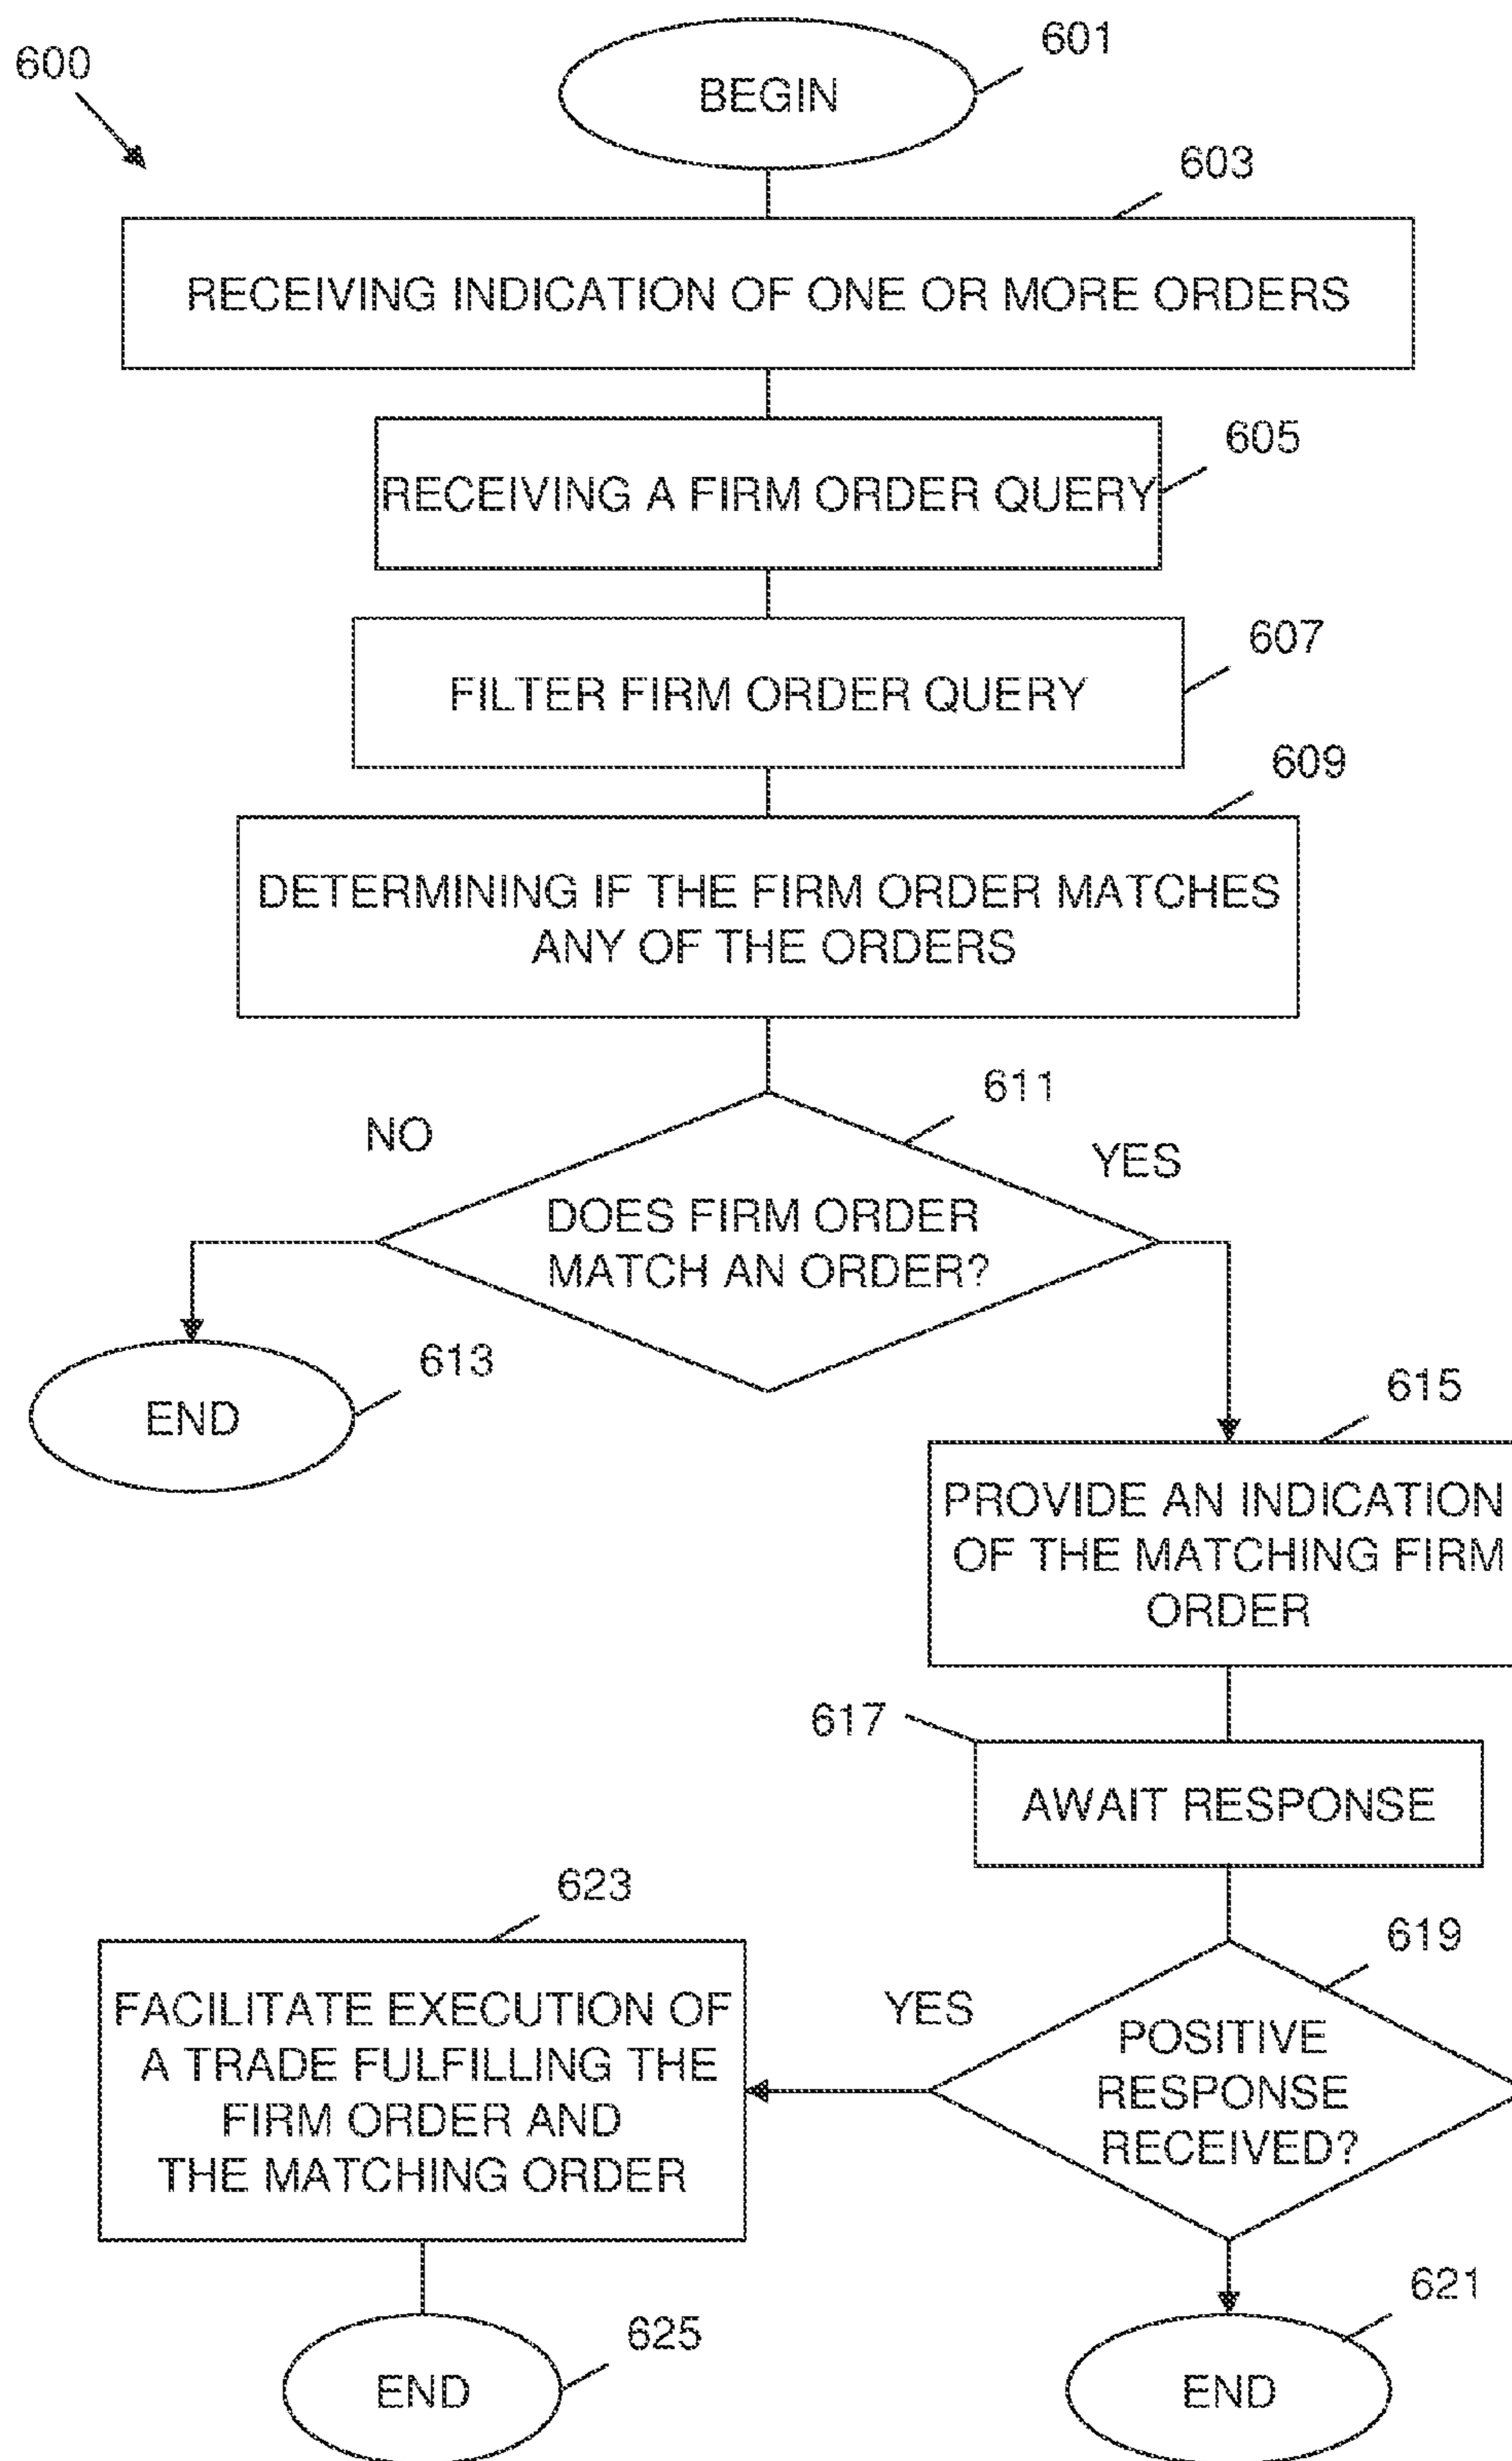 600
601
BEGIN
603
RECEIVING INDICATION OF ONE OR MORE ORDERS
605
RECEIVING A FIRM ORDER QUERY
607
FILTER FIRM ORDER QUERY
609
DETERMINING IF THE FIRM ORDER MATCHES
ANY OF THE ORDERS
611
NO
YES
DOES FIRM ORDER
MATCH AN ORDER?
613
END
615
PROVIDE AN INDICATION
OF THE MATCHING FIRM
ORDER
617
AWAIT RESPONSE
619
YES
POSITIVE
RESPONSE
RECEIVED?
623
FACILITATE EXECUTION OF
A TRADE FULFILLING THE
FIRM ORDER AND
THE MATCHING ORDER
625
END
621
END